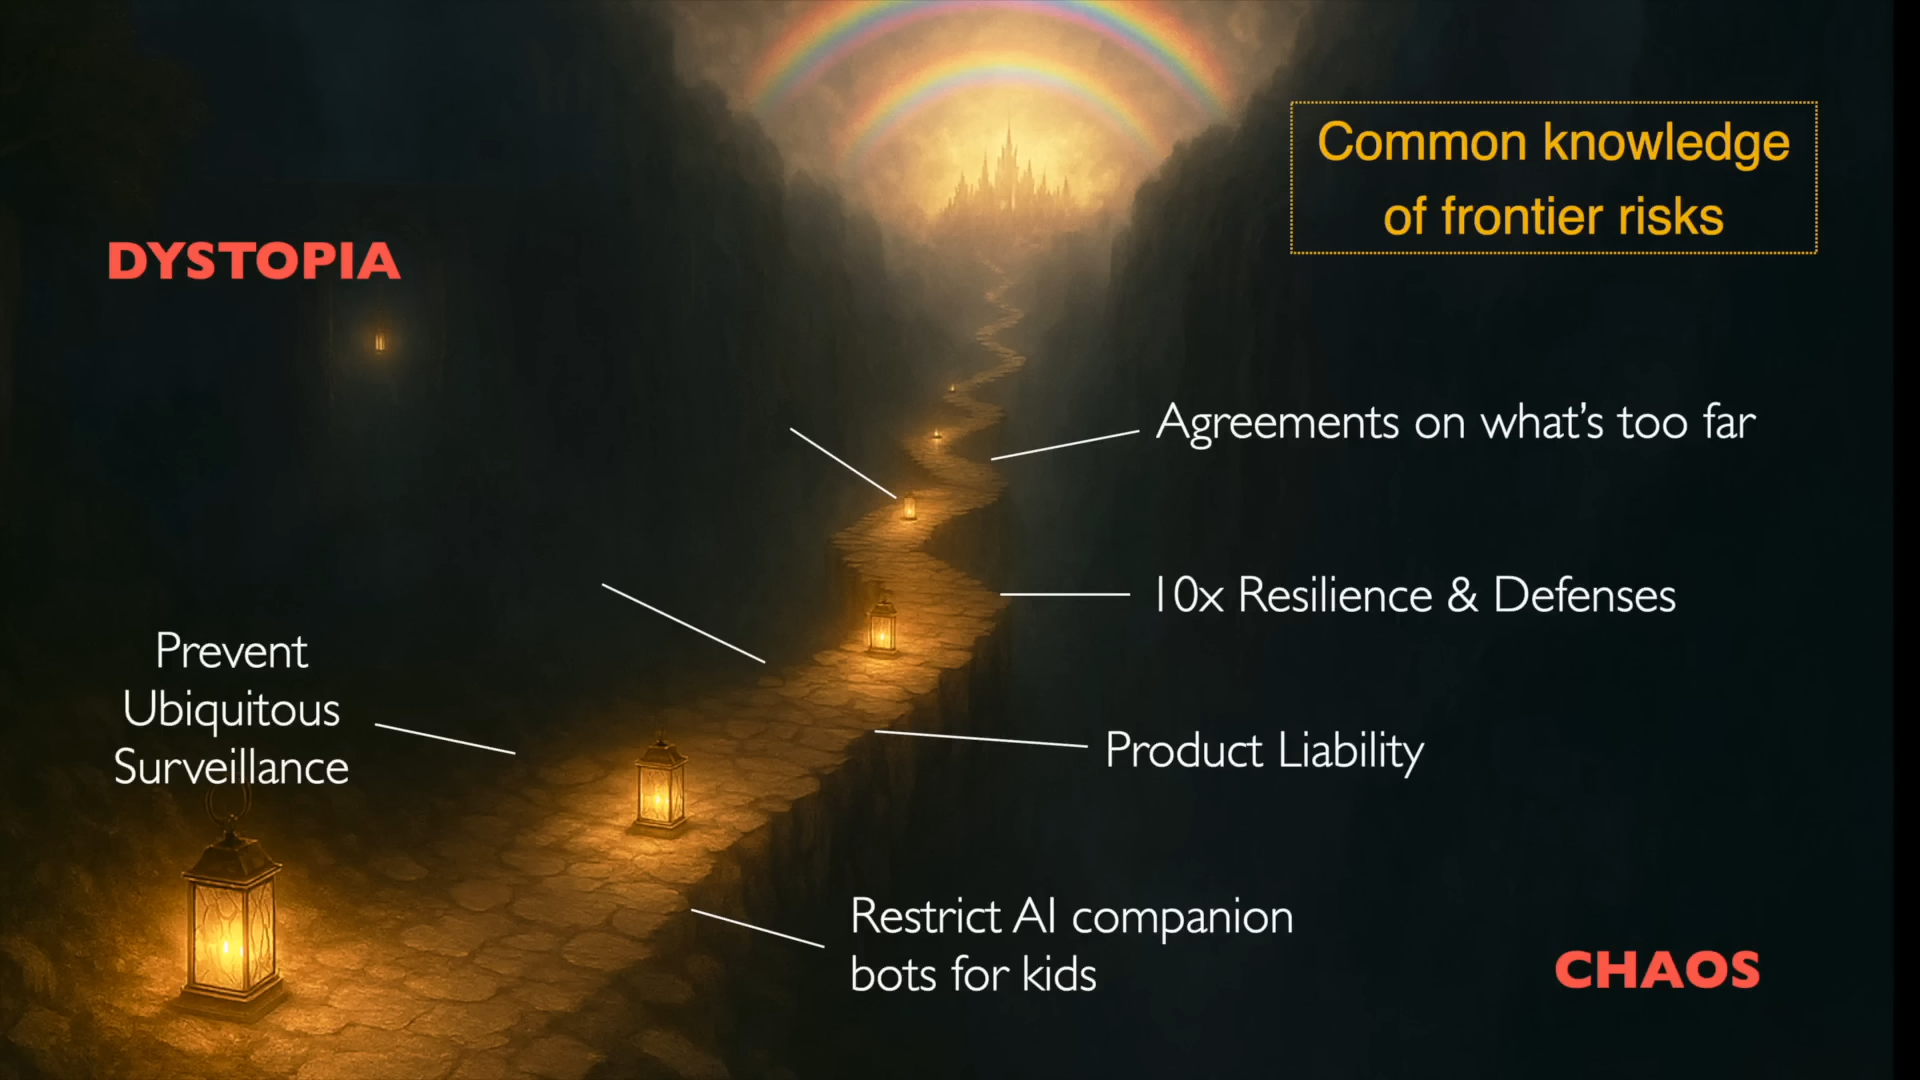 Common knowledge
of frontier risks
DYSTOPIA
Agreements on what's too far
10x Resilience & Defenses
Prevent
Ubiquitous
Surveillance
Product Liability
Restrict AI companion
bots for kids
CHAOS